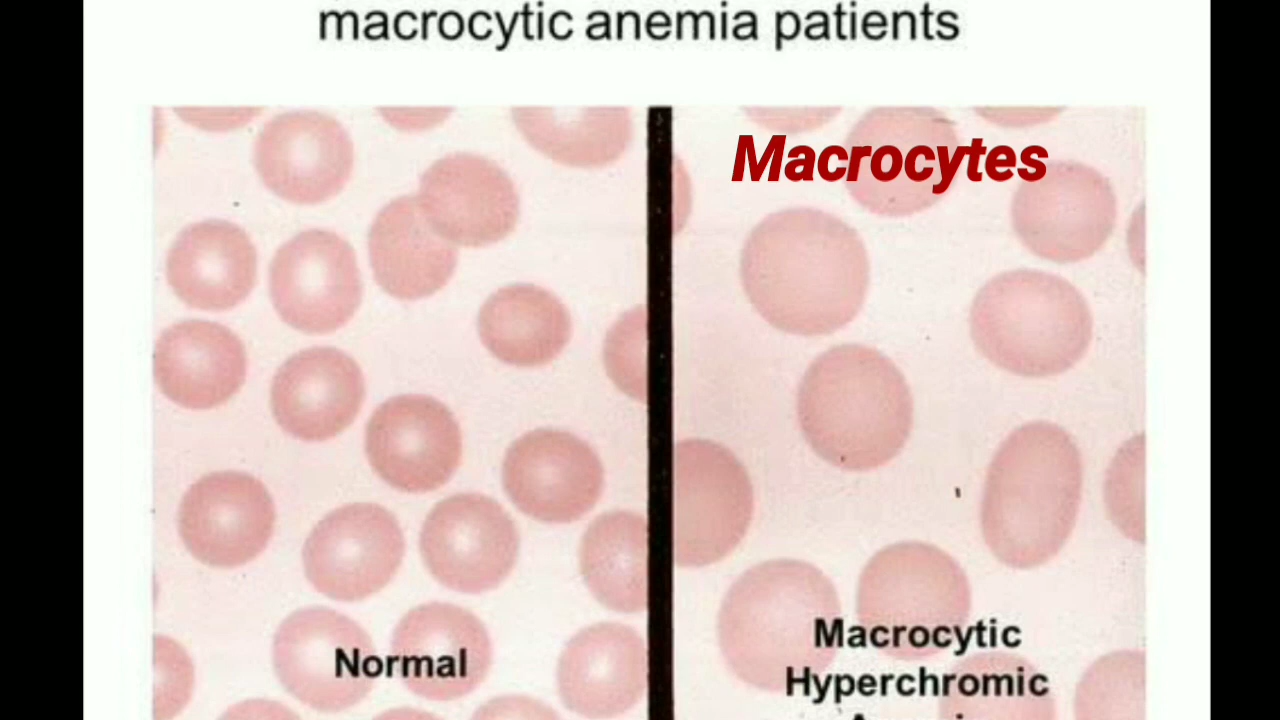 macrocytic anemia patients
Macrocytes
Normal
Macrocytic
Hyperchromic